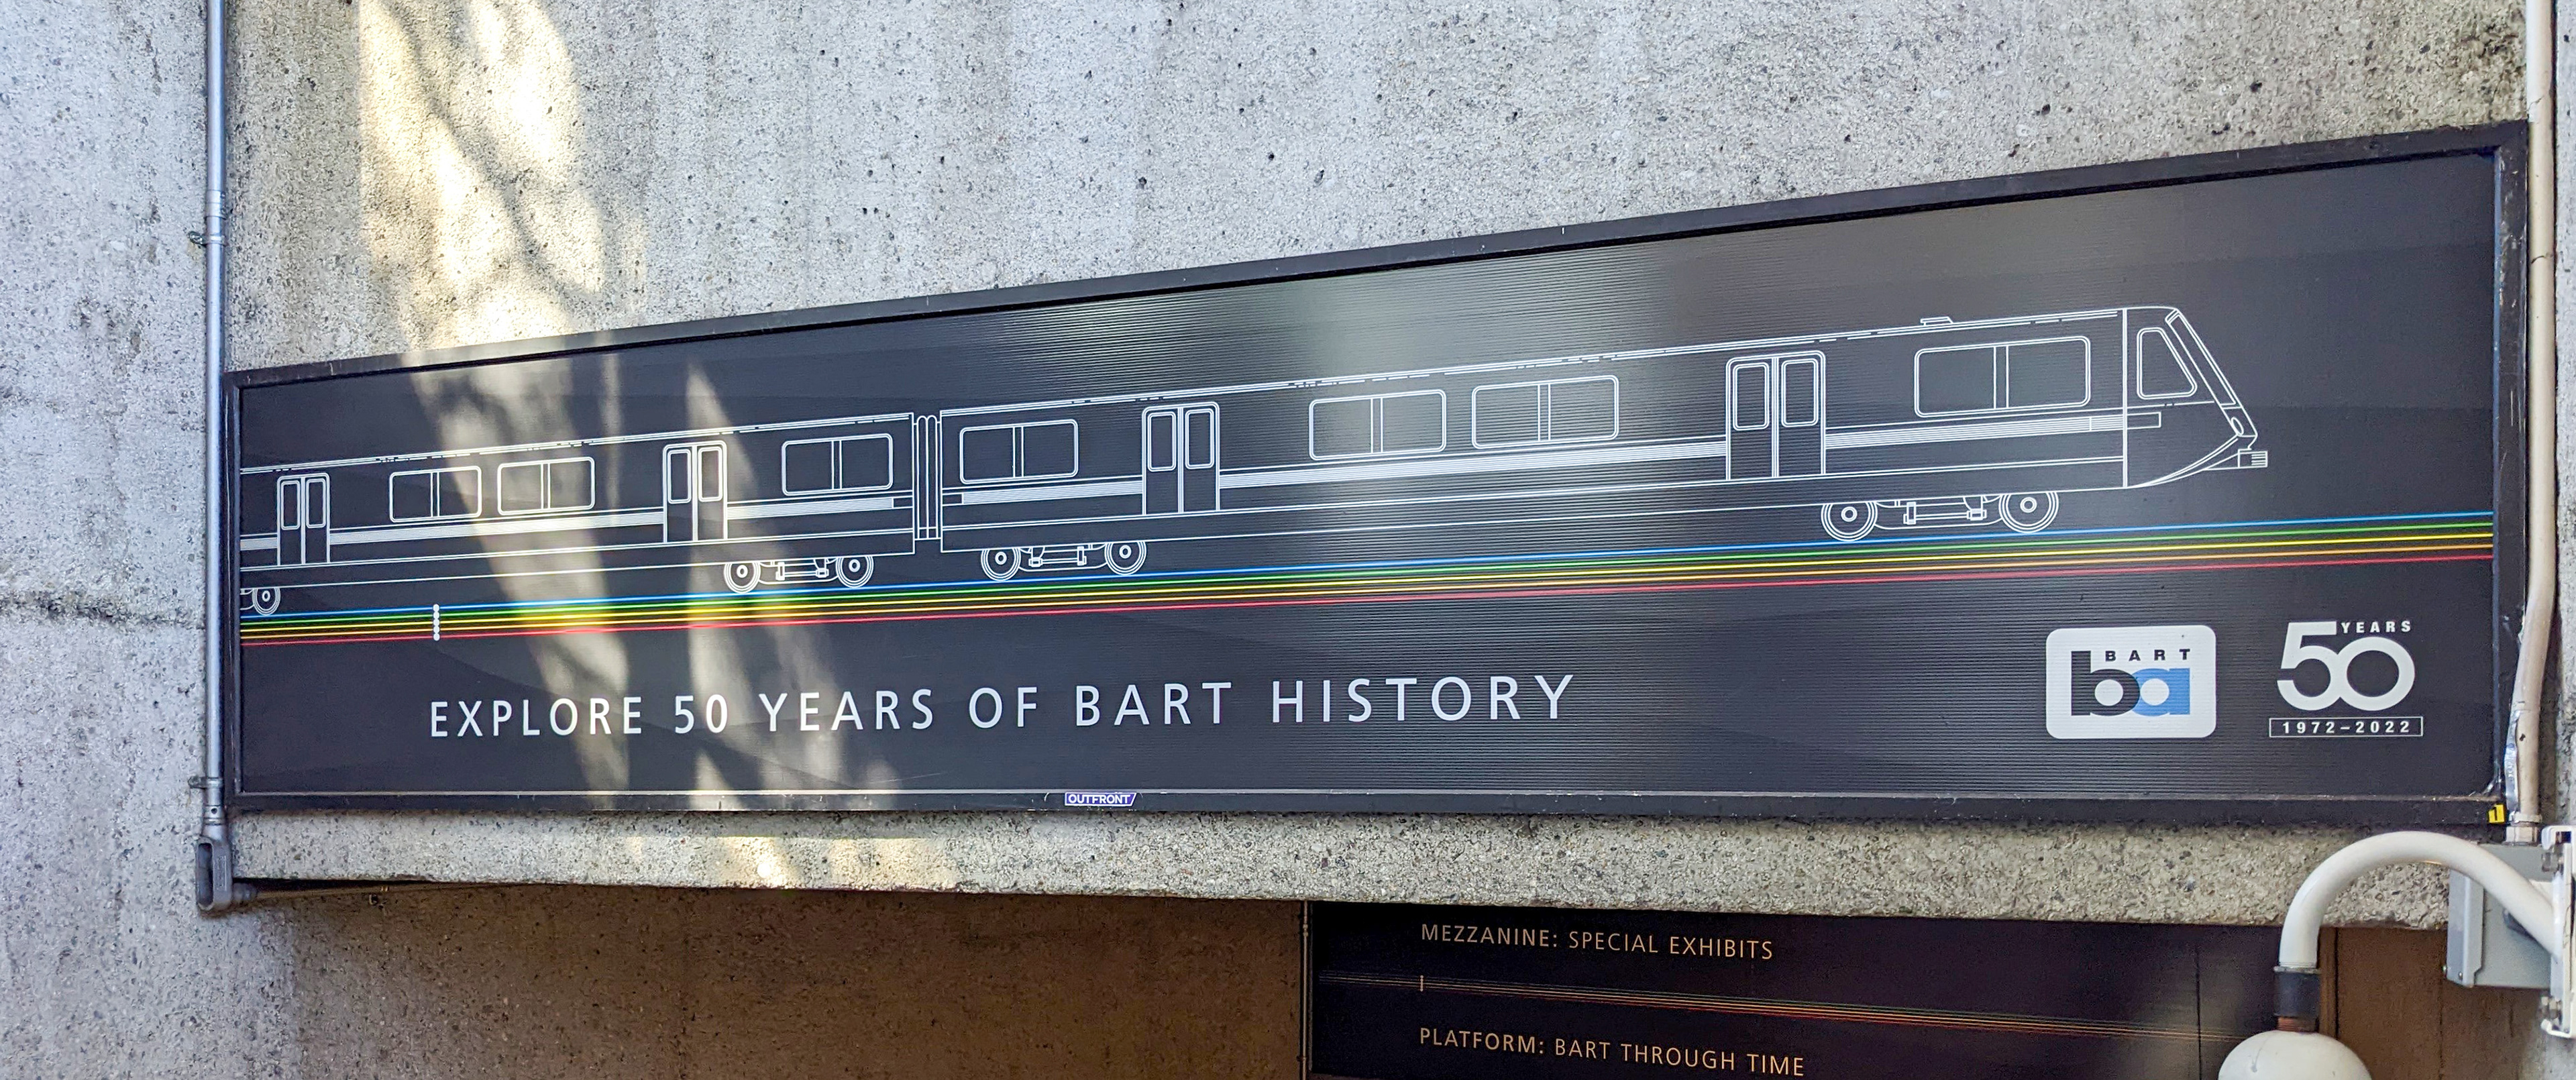 EXPLORE 50 YEARS OF BART HISTORY
BART
ba
50 YEARS
1972-2022
OUTFRONT
MEZZANINE: SPECIAL EXHIBITS
PLATFORM: BART THROUGH TIME